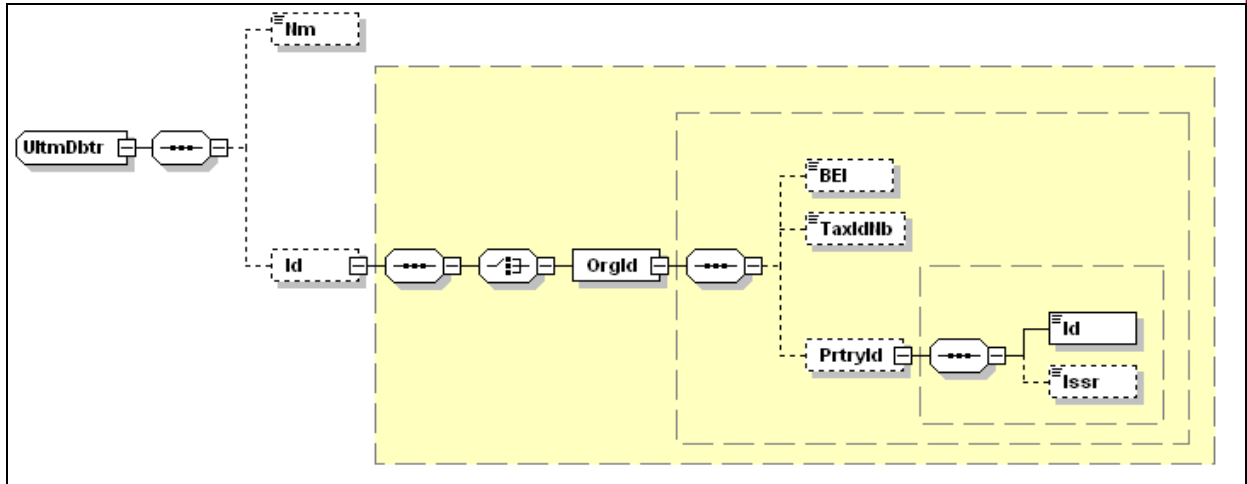 Nm
UltmDbtr
BEI
TaxIdNb
Id
OrgId
Id
PrtryId
Issr